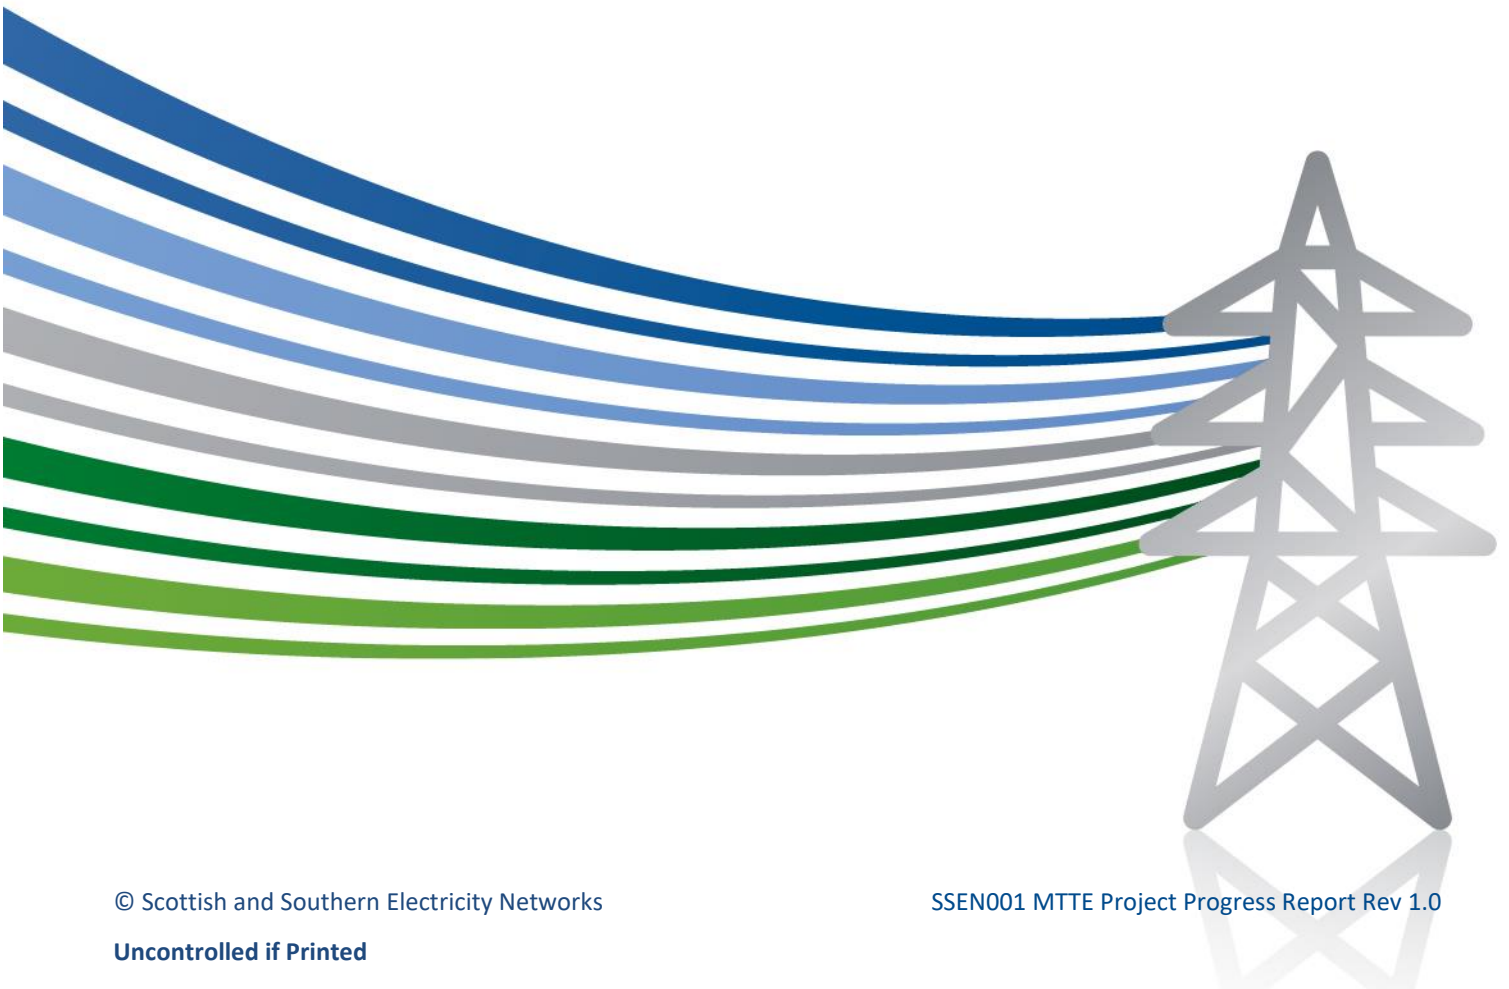 © Scottish and Southern Electricity Networks
SSEN001 MTTE Project Progress Report Rev 1.0
Uncontrolled if Printed